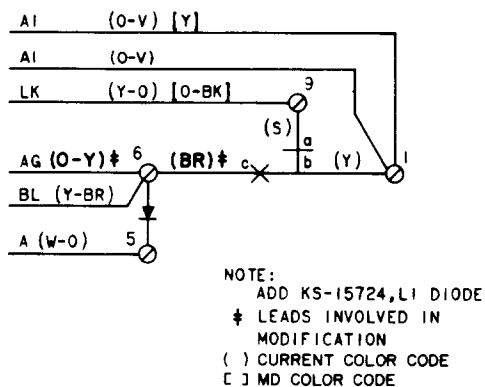 AI (O-V) [Y]
AI (O-V)
LK (Y-O) [O-BK]
9
(S)
a
b
AG (O-Y)‡ 6 (BR)‡ c (Y) 1
BL (Y-BR)
A (W-O) 5
NOTE:
ADD KS-15724, L1 DIODE
‡ LEADS INVOLVED IN
MODIFICATION
( ) CURRENT COLOR CODE
[ ] MD COLOR CODE